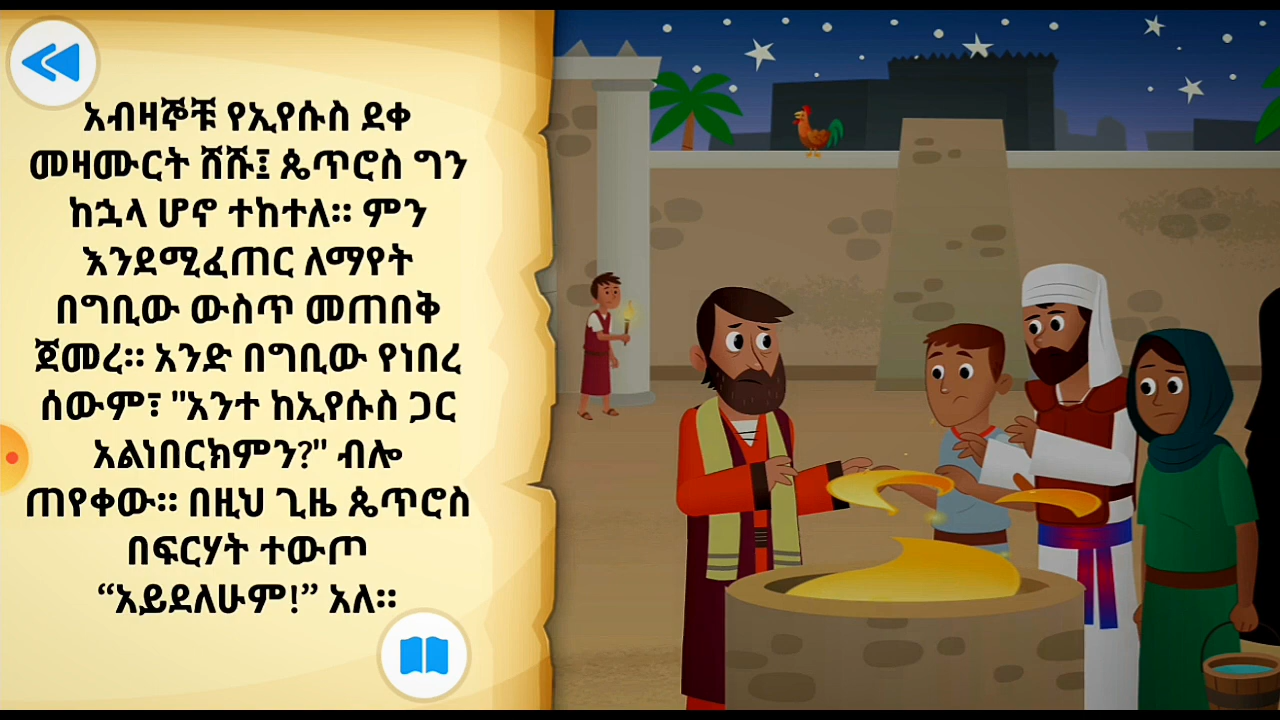 አብዛኞቹ የኢየሱስ ደቀ
መዛሙርት ሸሹ፤ ጴጥሮስ ግን
ከኋላ ሆኖ ተከተለ። ምን
እንደሚፈጠር ለማየት
በግቢው ውስጥ መጠበቅ
ጀመረ። አንድ በግቢው የነበረ
ሰውም፣ "አንተ ከኢየሱስ ጋር
አልነበርክምን?" ብሎ
ጠየቀው። በዚህ ጊዜ ጴጥሮስ
በፍርሃት ተውጦ
“አይደለሁም!” አለ።